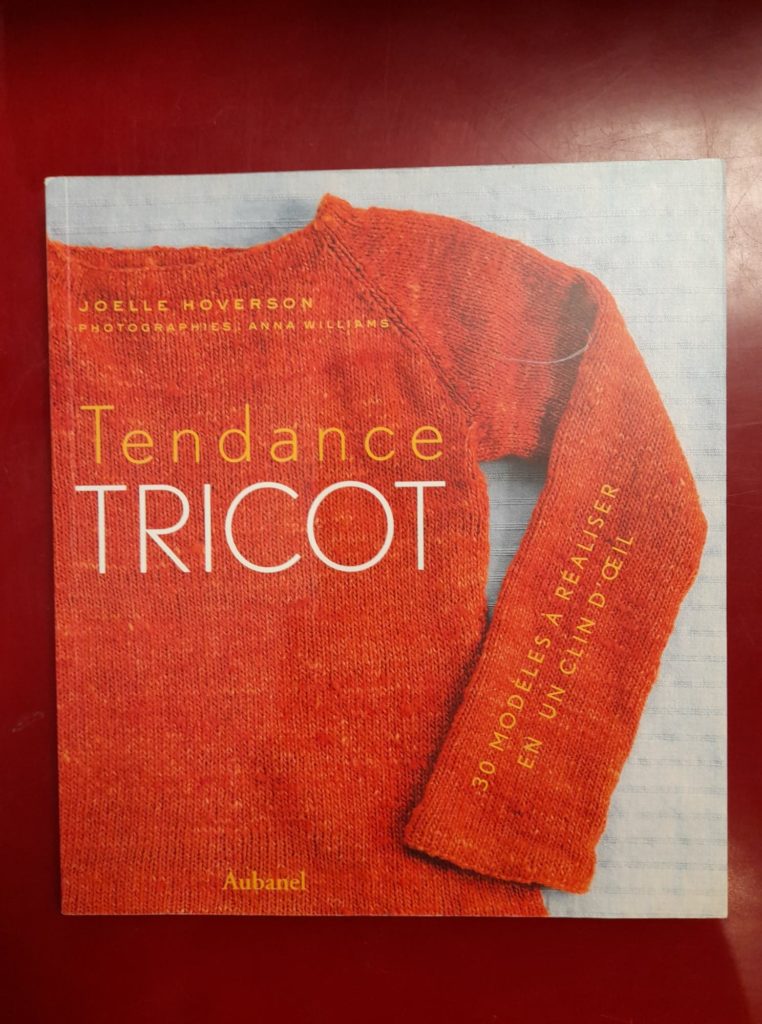 JOELLE HOVERSON
PHOTOGRAPHIES, ANNA WILLIAMS
Tendance
TRICOT
30 MODÈLES À RÉALISER
EN UN CLIN D'ŒIL
Aubanel